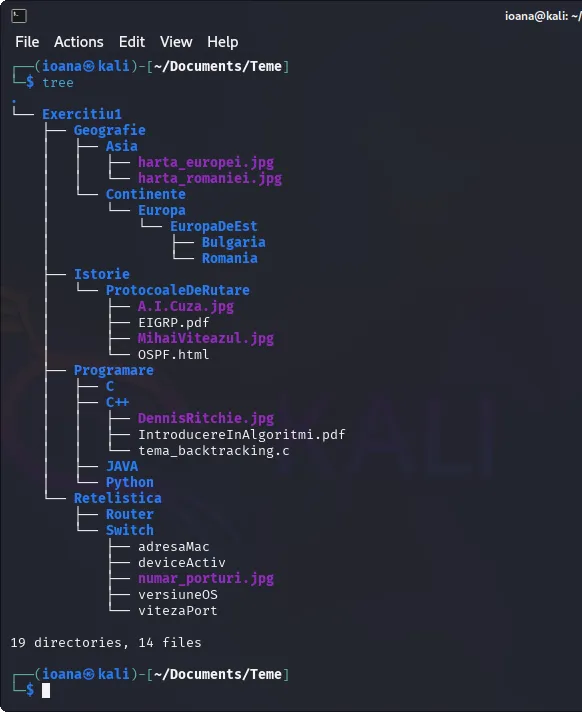 ioana@kali: ~/
File Actions Edit View Help
┌──(ioana㉿kali)-[~/Documents/Teme]
└─$ tree
.
└── Exercitiu1
    ├── Geografie
    │   ├── Asia
    │   │   ├── harta_europei.jpg
    │   │   └── harta_romaniei.jpg
    │   └── Continente
    │       └── Europa
    │           └── EuropaDeEst
    │               ├── Bulgaria
    │               └── Romania
    ├── Istorie
    │   └── ProtocoaleDeRutare
    │       ├── A.I.Cuza.jpg
    │       ├── EIGRP.pdf
    │       ├── MihaiViteazul.jpg
    │       └── OSPF.html
    ├── Programare
    │   ├── C
    │   ├── C++
    │   │   ├── DennisRitchie.jpg
    │   │   ├── IntroducereInAlgoritmi.pdf
    │   │   └── tema_backtracking.c
    │   ├── JAVA
    │   └── Python
    └── Retelistica
        ├── Router
        └── Switch
            ├── adresaMac
            ├── deviceActiv
            ├── numar_porturi.jpg
            ├── versiuneOS
            └── vitezaPort

19 directories, 14 files

┌──(ioana㉿kali)-[~/Documents/Teme]
└─$
KALI